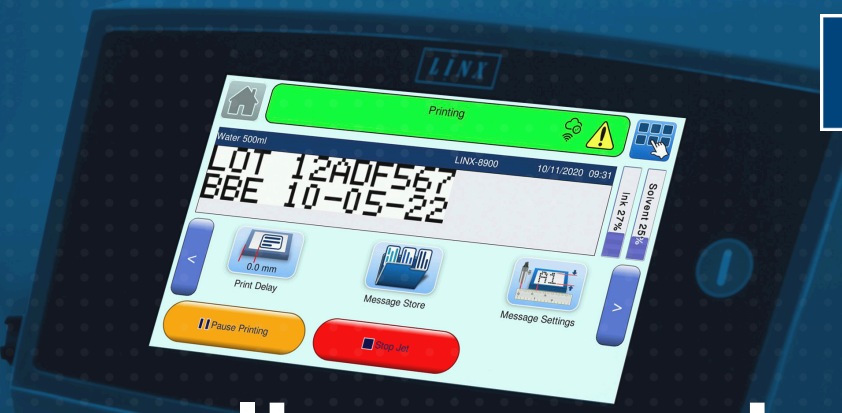 LINX
Printing
Water 500ml
LINX-8900
10/11/2020 09:31
LOT 12ADF567
BBE 10-05-22
Ink 27%
Solvent 25%
0.0 mm
Print Delay
Message Store
A1
Message Settings
<
>
Pause Printing
Stop Jet